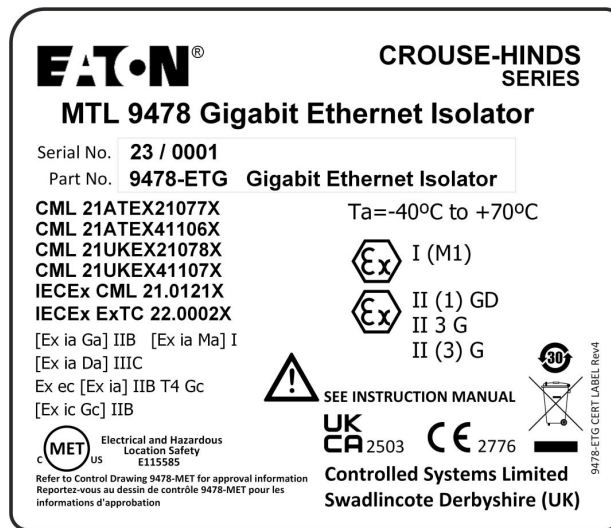 EATON®
CROUSE-HINDS
SERIES
MTL 9478 Gigabit Ethernet Isolator
Serial No. 23 / 0001
Part No. 9478-ETG Gigabit Ethernet Isolator
CML 21ATEX21077X
CML 21ATEX41106X
CML 21UKEX21078X
CML 21UKEX41107X
IECEx CML 21.0121X
IECEx ExTC 22.0002X
[Ex ia Ga] IIB [Ex ia Ma] I
[Ex ia Da] IIIC
Ex ec [Ex ia] IIB T4 Gc
[Ex ic Gc] IIB
Ta=-40ºC to +70ºC
Ex I (M1)
Ex II (1) GD
II 3 G
II (3) G
30
SEE INSTRUCTION MANUAL
UK
CA 2503 CE 2776
9478-ETG CERT LABEL Rev4
c MET us
Electrical and Hazardous
Location Safety
E115585
Refer to Control Drawing 9478-MET for approval information
Reportez-vous au dessin de contrôle 9478-MET pour les
informations d'approbation
Controlled Systems Limited
Swadlincote Derbyshire (UK)